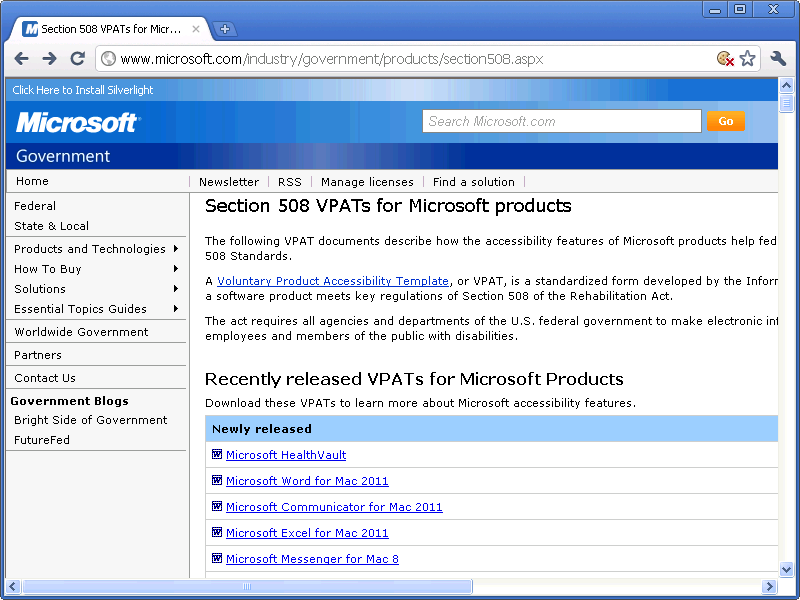 Section 508 VPATs for Micr...
www.microsoft.com/industry/government/products/section508.aspx
Click Here to Install Silverlight
Microsoft
Search Microsoft.com
Go
Government
Home
Newsletter
RSS
Manage licenses
Find a solution
Federal
State & Local
Products and Technologies
How To Buy
Solutions
Essential Topics Guides
Worldwide Government
Partners
Contact Us
Government Blogs
Bright Side of Government
FutureFed
Section 508 VPATs for Microsoft products
The following VPAT documents describe how the accessibility features of Microsoft products help fed
508 Standards.
A Voluntary Product Accessibility Template, or VPAT, is a standardized form developed by the Infor
a software product meets key regulations of Section 508 of the Rehabilitation Act.
The act requires all agencies and departments of the U.S. federal government to make electronic inf
employees and members of the public with disabilities.
Recently released VPATs for Microsoft Products
Download these VPATs to learn more about Microsoft accessibility features.
Newly released
Microsoft HealthVault
Microsoft Word for Mac 2011
Microsoft Communicator for Mac 2011
Microsoft Excel for Mac 2011
Microsoft Messenger for Mac 8